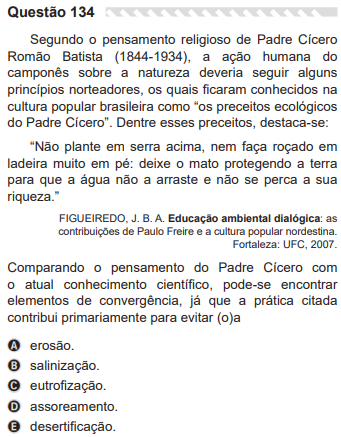 Questão 134
Segundo o pensamento religioso de Padre Cícero
Romão Batista (1844-1934), a ação humana do
camponês sobre a natureza deveria seguir alguns
princípios norteadores, os quais ficaram conhecidos na
cultura popular brasileira como “os preceitos ecológicos
do Padre Cícero”. Dentre esses preceitos, destaca-se:
“Não plante em serra acima, nem faça roçado em
ladeira muito em pé: deixe o mato protegendo a terra
para que a água não a arraste e não se perca a sua
riqueza.”
FIGUEIREDO, J. B. A. Educação ambiental dialógica: as
contribuições de Paulo Freire e a cultura popular nordestina.
Fortaleza: UFC, 2007.
Comparando o pensamento do Padre Cícero com
o atual conhecimento científico, pode-se encontrar
elementos de convergência, já que a prática citada
contribui primariamente para evitar (o)a
A erosão.
B salinização.
C eutrofização.
D assoreamento.
E desertificação.